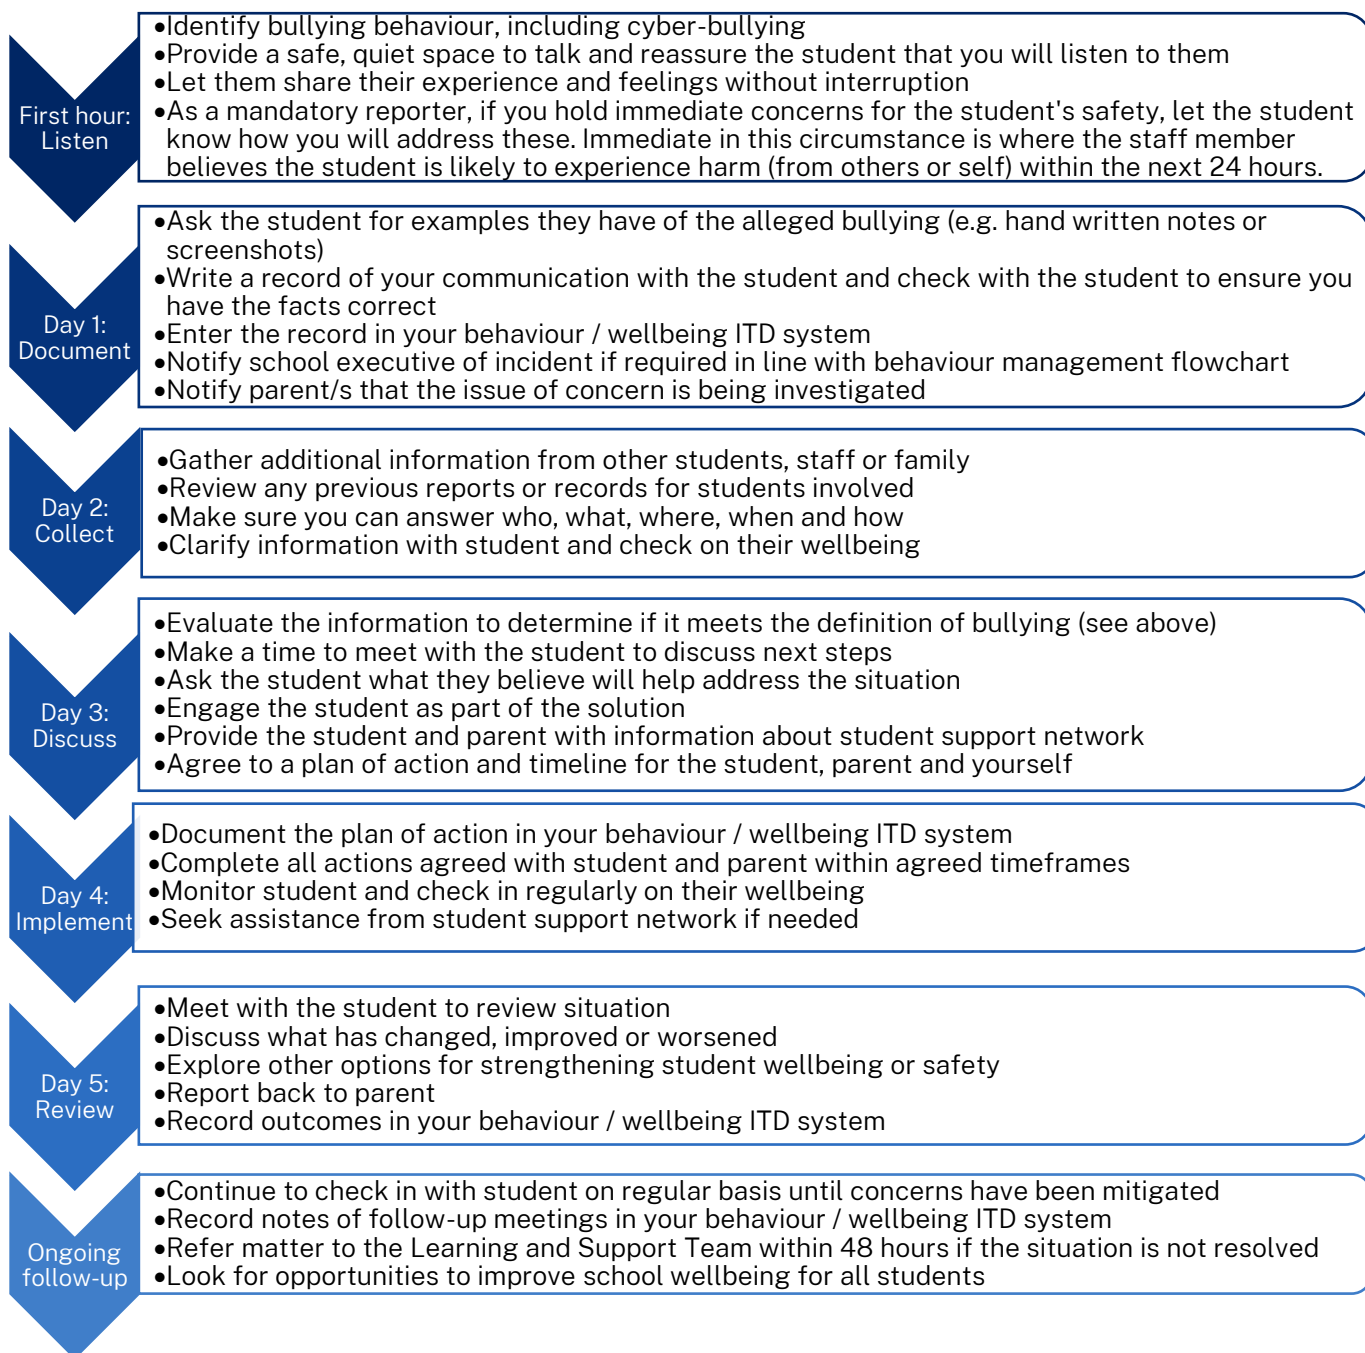 First hour:
Listen
•Identify bullying behaviour, including cyber-bullying
•Provide a safe, quiet space to talk and reassure the student that you will listen to them
•Let them share their experience and feelings without interruption
•As a mandatory reporter, if you hold immediate concerns for the student's safety, let the student
know how you will address these. Immediate in this circumstance is where the staff member
believes the student is likely to experience harm (from others or self) within the next 24 hours.
Day 1:
Document
•Ask the student for examples they have of the alleged bullying (e.g. hand written notes or
screenshots)
•Write a record of your communication with the student and check with the student to ensure you
have the facts correct
•Enter the record in your behaviour / wellbeing ITD system
•Notify school executive of incident if required in line with behaviour management flowchart
•Notify parent/s that the issue of concern is being investigated
Day 2:
Collect
•Gather additional information from other students, staff or family
•Review any previous reports or records for students involved
•Make sure you can answer who, what, where, when and how
•Clarify information with student and check on their wellbeing
Day 3:
Discuss
•Evaluate the information to determine if it meets the definition of bullying (see above)
•Make a time to meet with the student to discuss next steps
•Ask the student what they believe will help address the situation
•Engage the student as part of the solution
•Provide the student and parent with information about student support network
•Agree to a plan of action and timeline for the student, parent and yourself
Day 4:
Implement
•Document the plan of action in your behaviour / wellbeing ITD system
•Complete all actions agreed with student and parent within agreed timeframes
•Monitor student and check in regularly on their wellbeing
•Seek assistance from student support network if needed
Day 5:
Review
•Meet with the student to review situation
•Discuss what has changed, improved or worsened
•Explore other options for strengthening student wellbeing or safety
•Report back to parent
•Record outcomes in your behaviour / wellbeing ITD system
Ongoing
follow-up
•Continue to check in with student on regular basis until concerns have been mitigated
•Record notes of follow-up meetings in your behaviour / wellbeing ITD system
•Refer matter to the Learning and Support Team within 48 hours if the situation is not resolved
•Look for opportunities to improve school wellbeing for all students